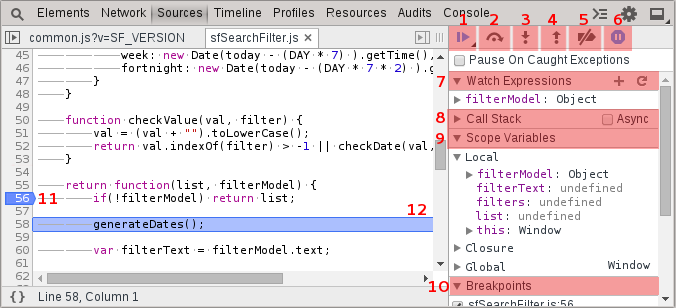 Elements Network Sources Timeline Profiles Resources Audits Console
common.js?v=SF_VERSION sfSearchFilter.js ×
1 2 3 4 5 6
Pause On Caught Exceptions
7 Watch Expressions + 
filterModel: Object
8 Call Stack Async
9 Scope Variables
Local
filterModel: Object
filterText: undefined
filters: undefined
list: undefined
this: Window
Closure
Global Window
10 Breakpoints
sfSearchFilter.js:56
45 week: new Date(today - (DAY * 7) ).getTime(),
46 fortnight: new Date(today - (DAY * 7 * 2) ).g
47 }
48 }
49
50 function checkValue(val, filter) {
51 val = (val + "").toLowerCase();
52 return val.indexOf(filter) > -1 || checkDate(val,
53 }
54
55 return function(list, filterModel) {
56 11 if(!filterModel) return list;
57 12
58 generateDates();
59
60 var filterText = filterModel.text;
61
62
{} Line 58, Column 1